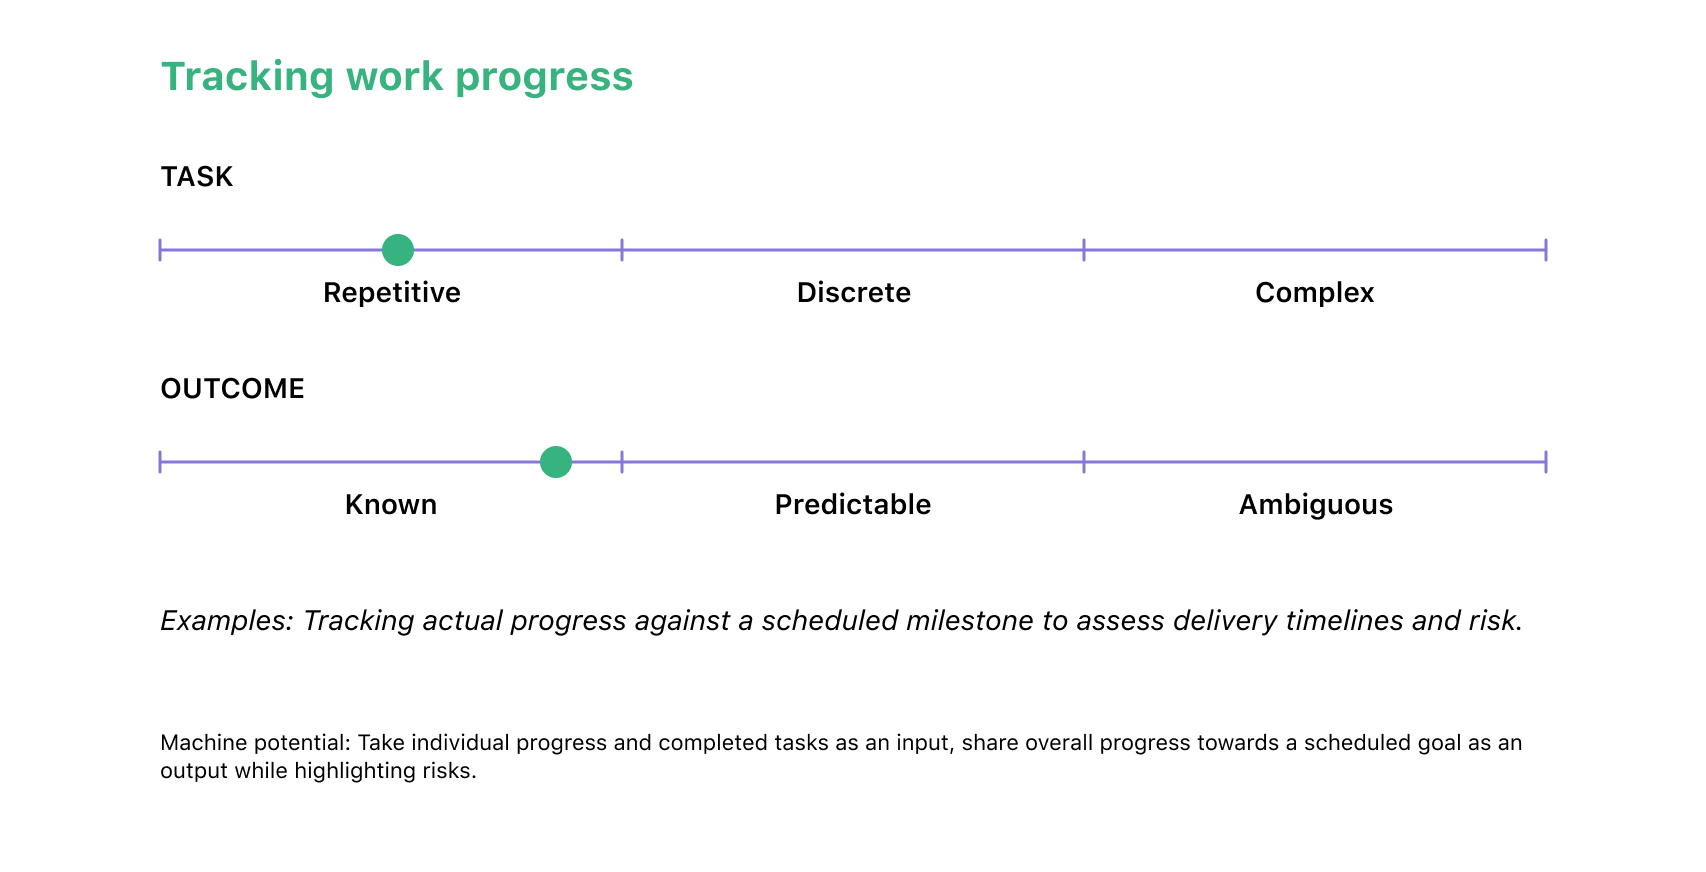 Tracking work progress
TASK
Repetitive
Discrete
Complex
OUTCOME
Known
Predictable
Ambiguous
Examples: Tracking actual progress against a scheduled milestone to assess delivery timelines and risk.
Machine potential: Take individual progress and completed tasks as an input, share overall progress towards a scheduled goal as an
output while highlighting risks.